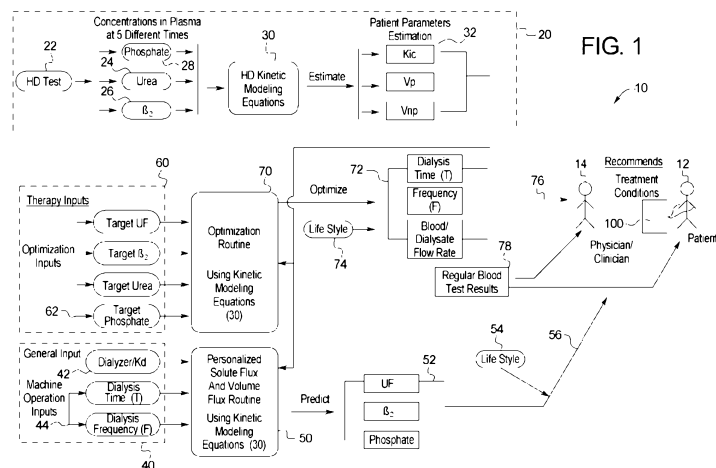 Concentrations in Plasma
at 5 Different Times
22
HD Test
Phosphate
28
24
Urea
26
ß₂
30
HD Kinetic
Modeling
Equations
Estimate
Patient Parameters
Estimation
32
Kic
Vp
Vnp
20
FIG. 1
10
60
Therapy Inputs
Optimization
Inputs
Target UF
Target ß₂
Target Urea
62
Target
Phosphate
70
Optimization
Routine
Using Kinetic
Modeling
Equations (30)
Optimize
72
Dialysis
Time (T)
Frequency
(F)
Blood/
Dialysate
Flow Rate
Life Style
74
76
14
Recommends
12
Treatment
Conditions
100
Physician/
Clinician
Patient
78
Regular Blood
Test Results
General Input
42
Dialyzer/Kd
Machine
Operation
Inputs
44
Dialysis
Time (T)
Dialysis
Frequency (F)
40
Personalized
Solute Flux
And Volume
Flux Routine
Using Kinetic
Modeling
Equations (30)
50
Predict
52
UF
ß₂
Phosphate
54
Life Style
56